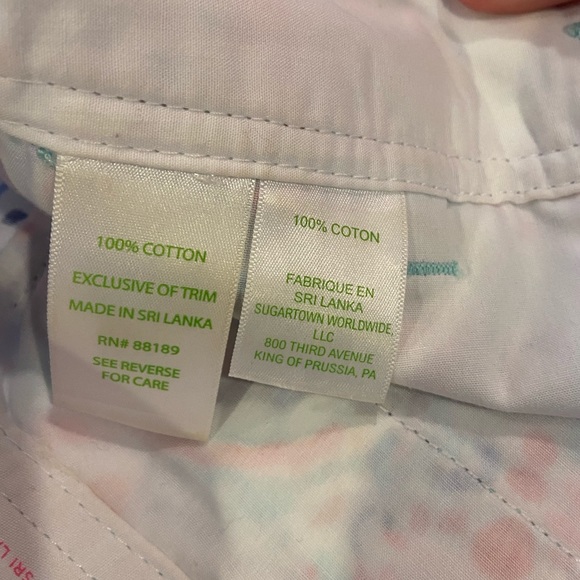 100% COTTON
EXCLUSIVE OF TRIM
MADE IN SRI LANKA
RN# 88189
SEE REVERSE
FOR CARE
100% COTON
FABRIQUE EN
SRI LANKA
SUGARTOWN WORLDWIDE,
LLC
800 THIRD AVENUE
KING OF PRUSSIA, PA
SRI